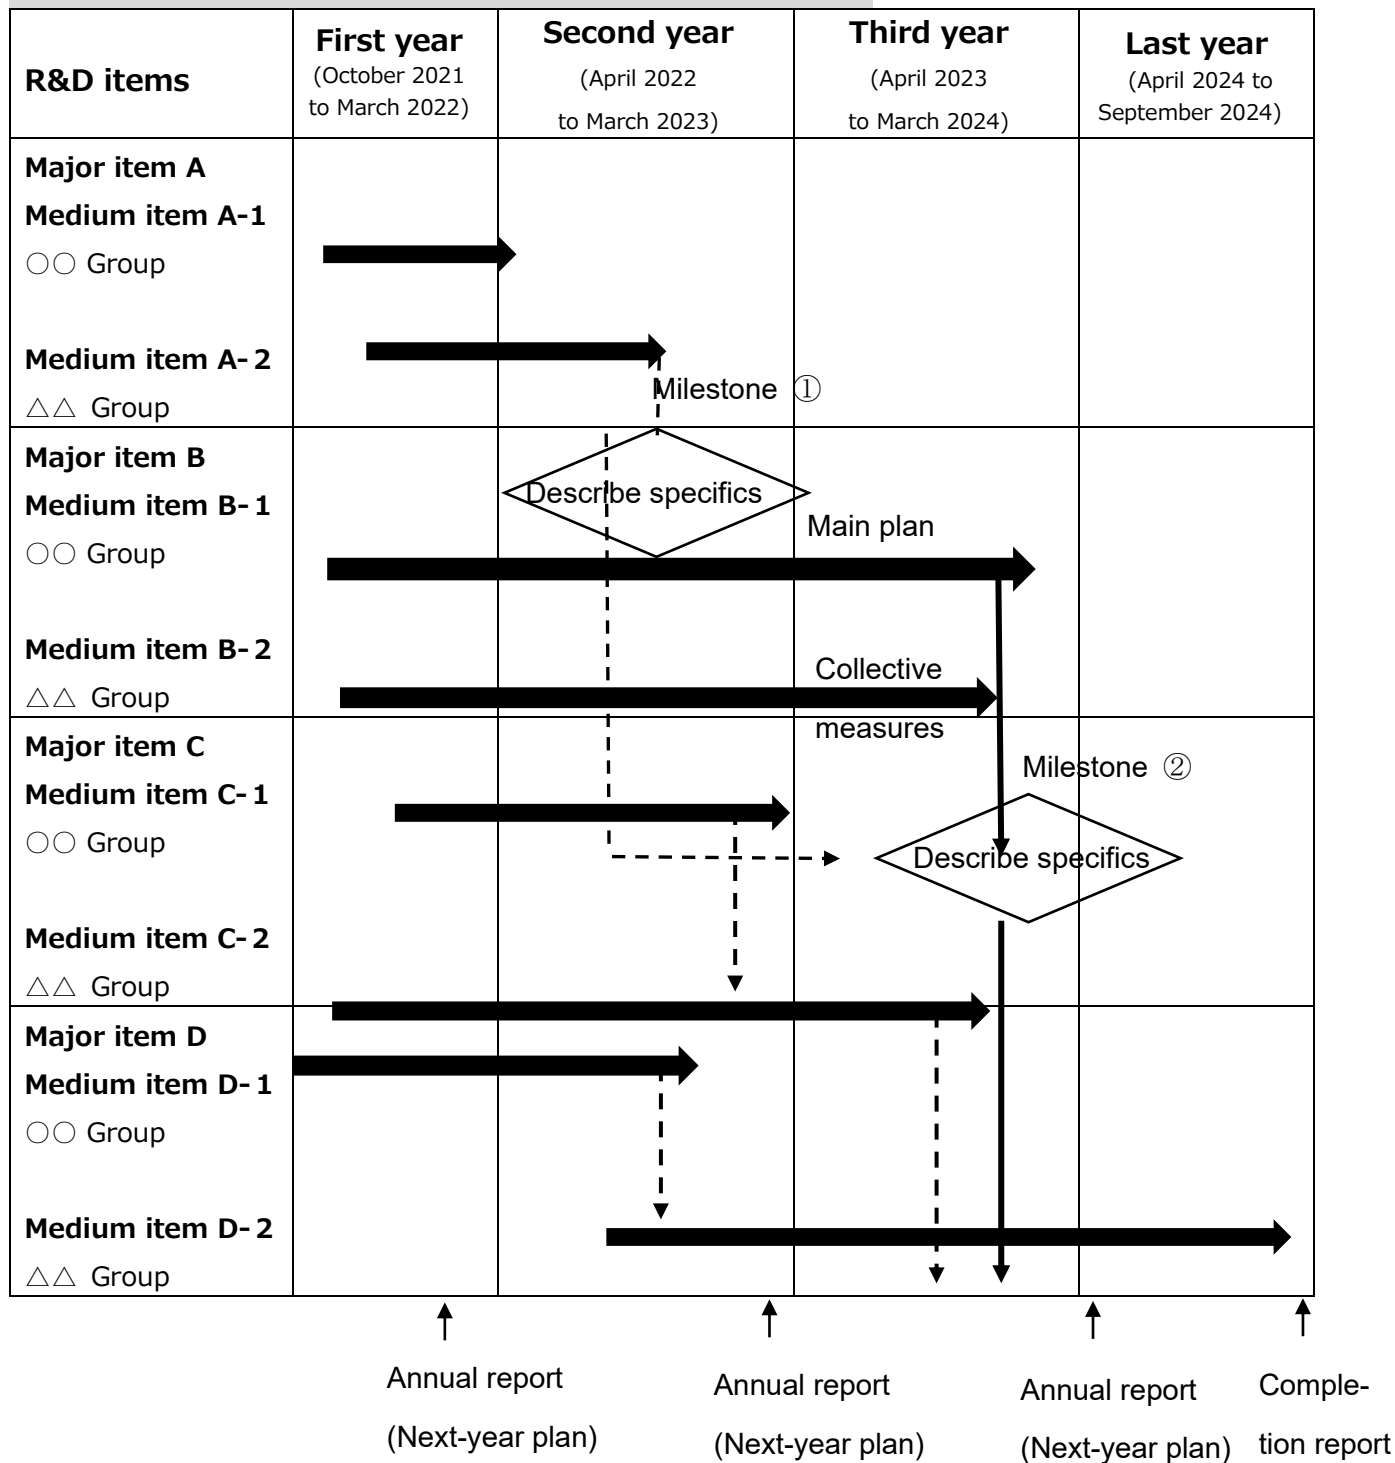 R&D items
First year
(October 2021
to March 2022)
Second year
(April 2022
to March 2023)
Third year
(April 2023
to March 2024)
Last year
(April 2024 to
September 2024)
Major item A
Medium item A-1
○○ Group
Medium item A-2
△△ Group
Milestone ①
Major item B
Medium item B-1
○○ Group
Describe specifics
Main plan
Medium item B-2
△△ Group
Collective
measures
Major item C
Medium item C-1
○○ Group
Milestone ②
Describe specifics
Medium item C-2
△△ Group
Major item D
Medium item D-1
○○ Group
Medium item D-2
△△ Group
Annual report
(Next-year plan)
Annual report
(Next-year plan)
Annual report
(Next-year plan)
Comple-
tion report